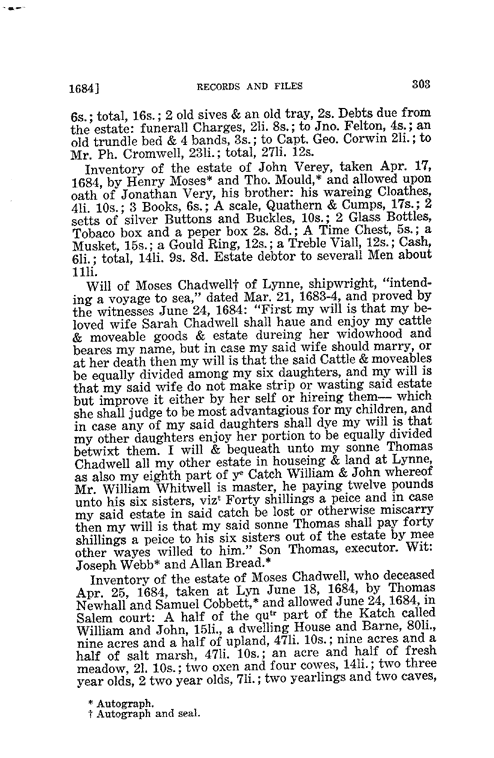 1684] RECORDS AND FILES 303
6s.; total, 16s.; 2 old sives & an old tray, 2s. Debts due from
the estate: funerall Charges, 2li. 8s.; to Jno. Felton, 4s.; an
old trundle bed & 4 bands, 3s.; to Capt. Geo. Corwin 2li.; to
Mr. Ph. Cromwell, 23li.; total, 27li. 12s.
Inventory of the estate of John Verey, taken Apr. 17,
1684, by Henry Moses* and Tho. Mould,* and allowed upon
oath of Jonathan Very, his brother: his wareing Cloathes,
4li. 10s.; 3 Books, 6s.; A scale, Quathern & Cumps, 17s.; 2
setts of silver Buttons and Buckles, 10s.; 2 Glass Bottles,
Tobaco box and a peper box 2s. 8d.; A Time Chest, 5s.; a
Musket, 15s.; a Gould Ring, 12s.; a Treble Viall, 12s.; Cash,
6li.; total, 14li. 9s. 8d. Estate debtor to severall Men about
11li.
Will of Moses Chadwell† of Lynne, shipwright, "intend-
ing a voyage to sea," dated Mar. 21, 1683-4, and proved by
the witnesses June 24, 1684: "First my will is that my be-
loved wife Sarah Chadwell shall haue and enjoy my cattle
& moveable goods & estate dureing her widowhood and
beares my name, but in case my said wife should marry, or
at her death then my will is that the said Cattle & moveables
be equally divided among my six daughters, and my will is
that my said wife do not make strip or wasting said estate
but improve it either by her self or hireing them— which
she shall judge to be most advantagious for my children, and
in case any of my said daughters shall dye my will is that
my other daughters enjoy her portion to be equally divided
betwixt them. I will & bequeath unto my sonne Thomas
Chadwell all my other estate in houseing & land at Lynne,
as also my eighth part of yᵉ Catch William & John whereof
Mr. William Whitwell is master, he paying twelve pounds
unto his six sisters, vizᵗ Forty shillings a peice and in case
my said estate in said catch be lost or otherwise miscarry
then my will is that my said sonne Thomas shall pay forty
shillings a peice to his six sisters out of the estate by mee
other wayes willed to him." Son Thomas, executor. Wit:
Joseph Webb* and Allan Bread.*
Inventory of the estate of Moses Chadwell, who deceased
Apr. 25, 1684, taken at Lyn June 18, 1684, by Thomas
Newhall and Samuel Cobbett,* and allowed June 24, 1684, in
Salem court: A half of the quᵗʳ part of the Katch called
William and John, 15li., a dwelling House and Barne, 80li.,
nine acres and a half of upland, 47li. 10s.; nine acres and a
half of salt marsh, 47li. 10s.; an acre and half of fresh
meadow, 2l. 10s.; two oxen and four cowes, 14li.; two three
year olds, 2 two year olds, 7li.; two yearlings and two caves,
* Autograph.
† Autograph and seal.